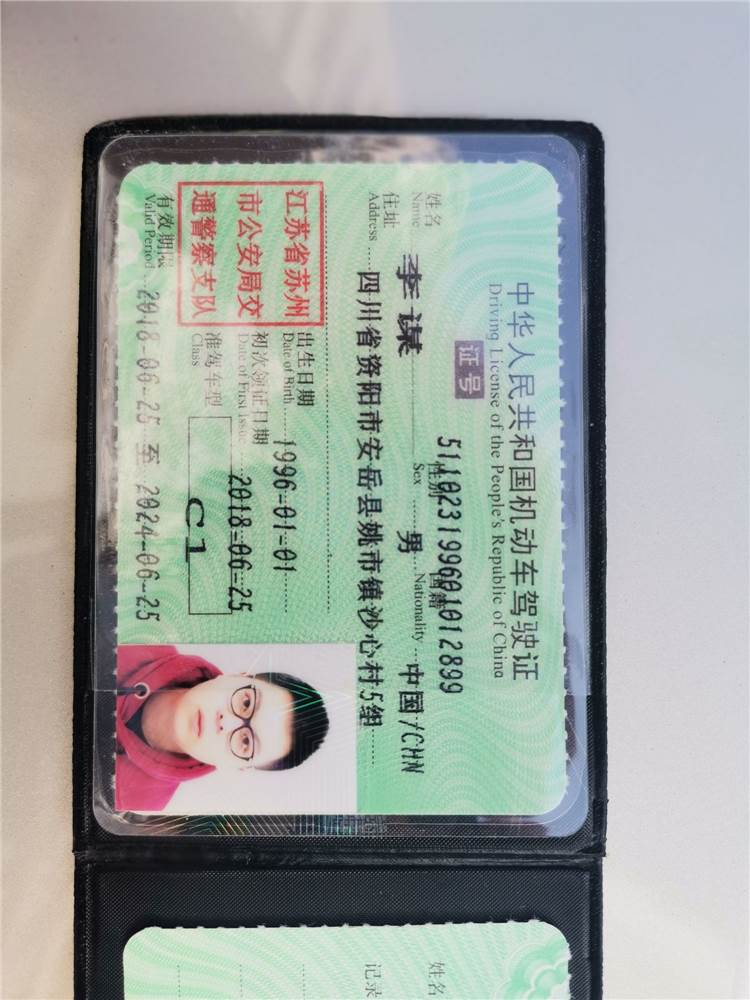 中华人民共和国机动车驾驶证
Driving License of the People's Republic of China
证号 511023199601012899
姓名 李谋 性别 男 国籍 中国/CHN
Name Sex Nationality
住址 四川省资阳市安岳县姚市镇沙心村5组
Address
江苏省苏州
市公安局交
通警察支队
出生日期 1996-01-01
Date of Birth
初次领证日期 2018-06-25
Date of First Issue
准驾车型 C1
Class
有效期限 2018-06-25 至 2024-06-25
Valid Period
姓名
记录